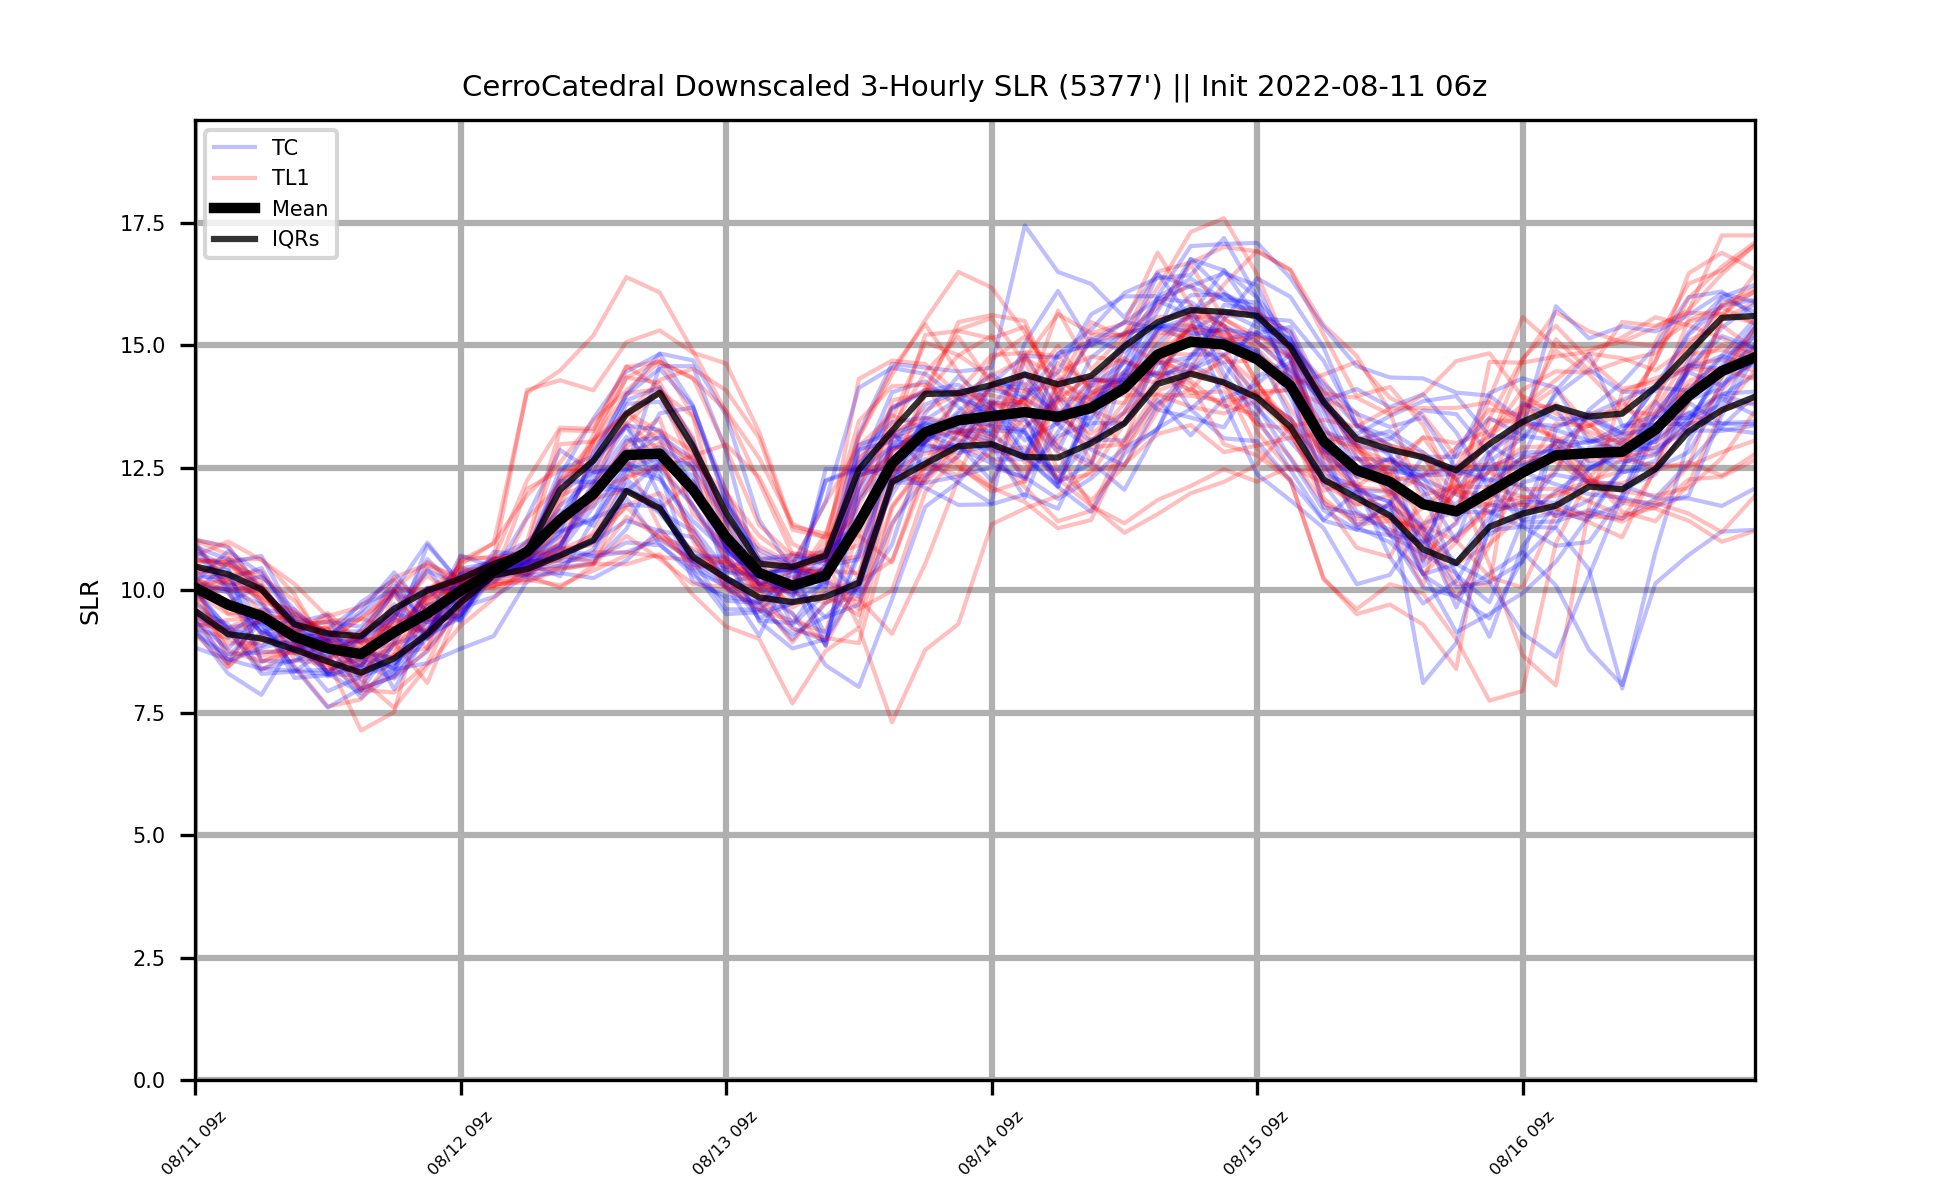 CerroCatedral Downscaled 3-Hourly SLR (5377') || Init 2022-08-11 06z
TC
TL1
Mean
IQRs
SLR
17.5
15.0
12.5
10.0
7.5
5.0
2.5
0.0
08/11 09z
08/12 09z
08/13 09z
08/14 09z
08/15 09z
08/16 09z